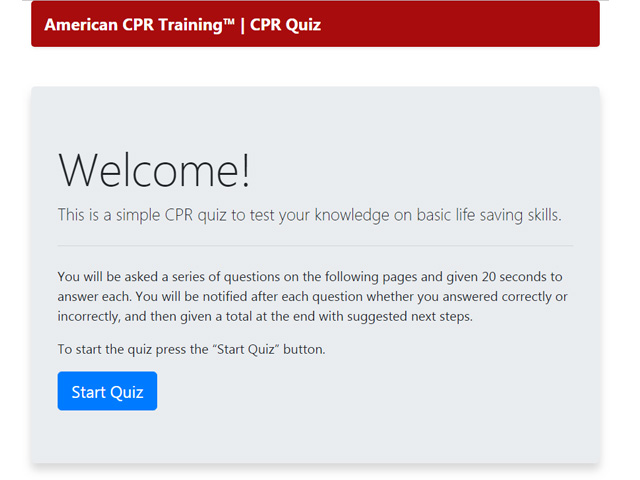 American CPR Training™ | CPR Quiz
Welcome!
This is a simple CPR quiz to test your knowledge on basic life saving skills.
You will be asked a series of questions on the following pages and given 20 seconds to
answer each. You will be notified after each question whether you answered correctly or
incorrectly, and then given a total at the end with suggested next steps.
To start the quiz press the “Start Quiz” button.
Start Quiz